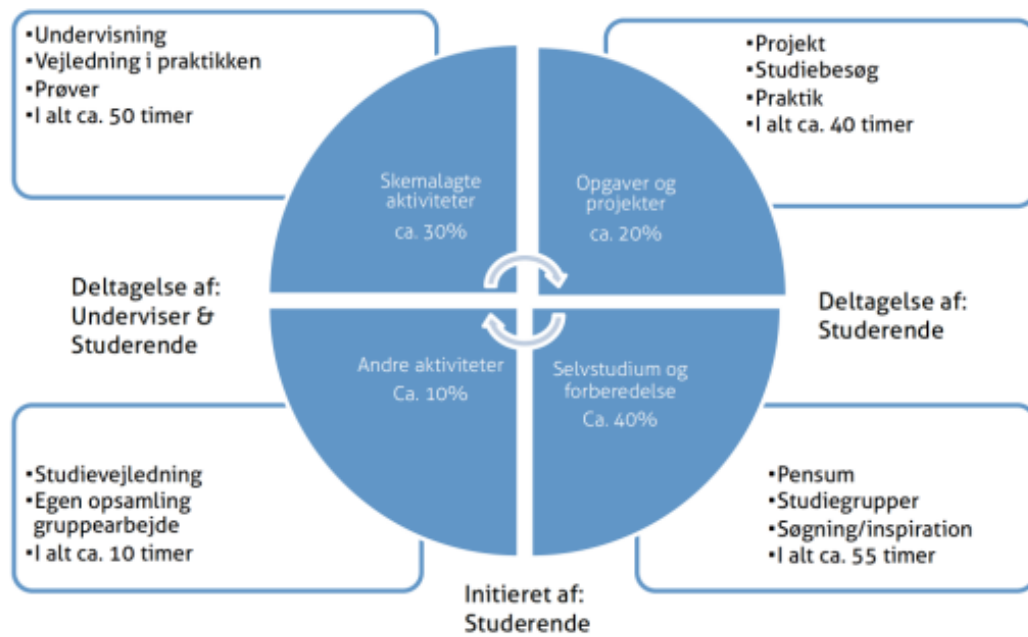 ▪Undervisning
▪Vejledning i praktikken
▪Prøver
▪I alt ca. 50 timer
▪Projekt
▪Studiebesøg
▪Praktik
▪I alt ca. 40 timer
Skemalagte
aktiviteter
ca. 30%
Opgaver og
projekter
ca. 20%
Deltagelse af:
Underviser &
Studerende
Deltagelse af:
Studerende
Andre aktiviteter
Ca. 10%
Selvstudium og
forberedelse
Ca. 40%
▪Studievejledning
▪Egen opsamling
gruppearbejde
▪I alt ca. 10 timer
▪Pensum
▪Studiegrupper
▪Søgning/inspiration
▪I alt ca. 55 timer
Initieret af:
Studerende